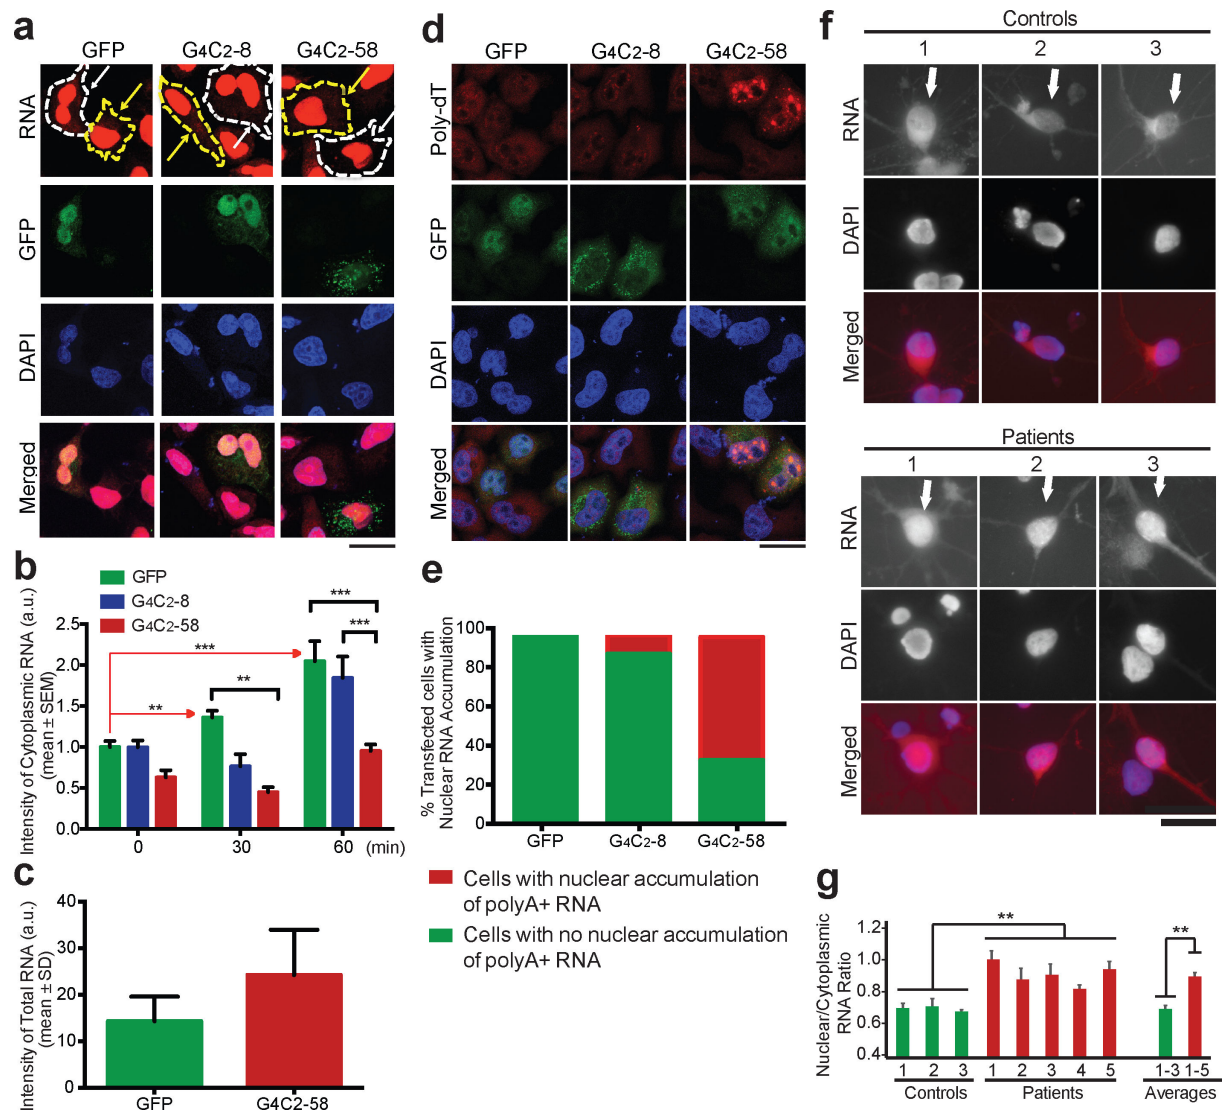 a
GFP
G4C2-8
G4C2-58
RNA
GFP
DAPI
Merged
b
GFP
G4C2-8
G4C2-58
Intensity of Cytoplasmic RNA (a.u.)
(mean ± SEM)
2.5
2.0
1.5
1.0
0.5
0.0
**
***
**
***
***
0
30
60
(min)
c
Intensity of Total RNA (a.u.)
(mean ± SD)
40
30
20
10
0
GFP
G4C2-58
d
GFP
G4C2-8
G4C2-58
Poly-dT
GFP
DAPI
Merged
e
% Transfected cells with
Nuclear RNA Accumulation
100
80
60
40
20
0
GFP
G4C2-8
G4C2-58
Cells with nuclear accumulation
of polyA+ RNA
Cells with no nuclear accumulation
of polyA+ RNA
f
Controls
1
2
3
RNA
DAPI
Merged
Patients
1
2
3
RNA
DAPI
Merged
g
Nuclear/Cytoplasmic
RNA Ratio
1.2
1.0
0.8
0.6
0.4
**
**
1 2 3
1 2 3 4 5
1-3 1-5
Controls
Patients
Averages